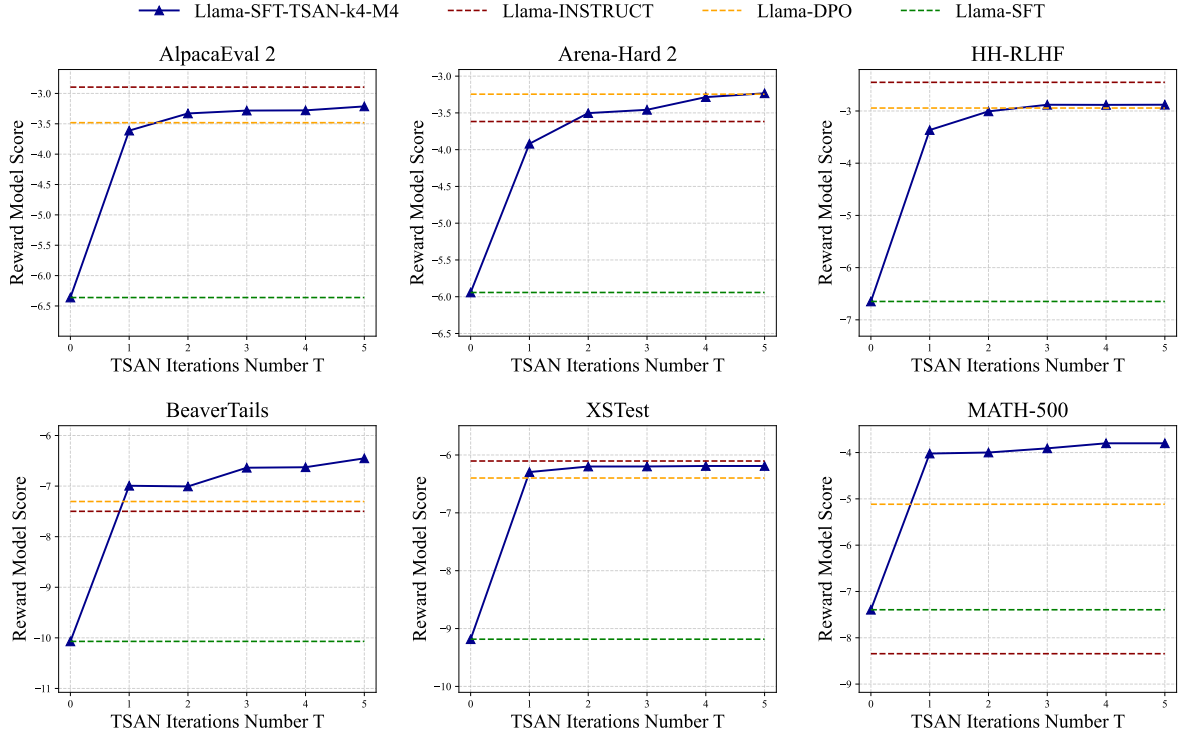 Llama-SFT-TSAN-k4-M4 Llama-INSTRUCT Llama-DPO Llama-SFT
AlpacaEval 2
Reward Model Score
−3.0
−3.5
−4.0
−4.5
−5.0
−5.5
−6.0
−6.5
0 1 2 3 4 5
TSAN Iterations Number T
Arena-Hard 2
Reward Model Score
−3.0
−3.5
−4.0
−4.5
−5.0
−5.5
−6.0
−6.5
0 1 2 3 4 5
TSAN Iterations Number T
HH-RLHF
Reward Model Score
−3
−4
−5
−6
−7
0 1 2 3 4 5
TSAN Iterations Number T
BeaverTails
Reward Model Score
−6
−7
−8
−9
−10
−11
0 1 2 3 4 5
TSAN Iterations Number T
XSTest
Reward Model Score
−6
−7
−8
−9
−10
0 1 2 3 4 5
TSAN Iterations Number T
MATH-500
Reward Model Score
−4
−5
−6
−7
−8
−9
0 1 2 3 4 5
TSAN Iterations Number T